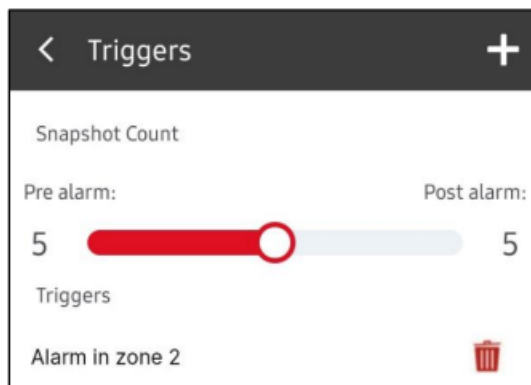 Triggers
Snapshot Count
Pre alarm: Post alarm:
5 5
Triggers
Alarm in zone 2